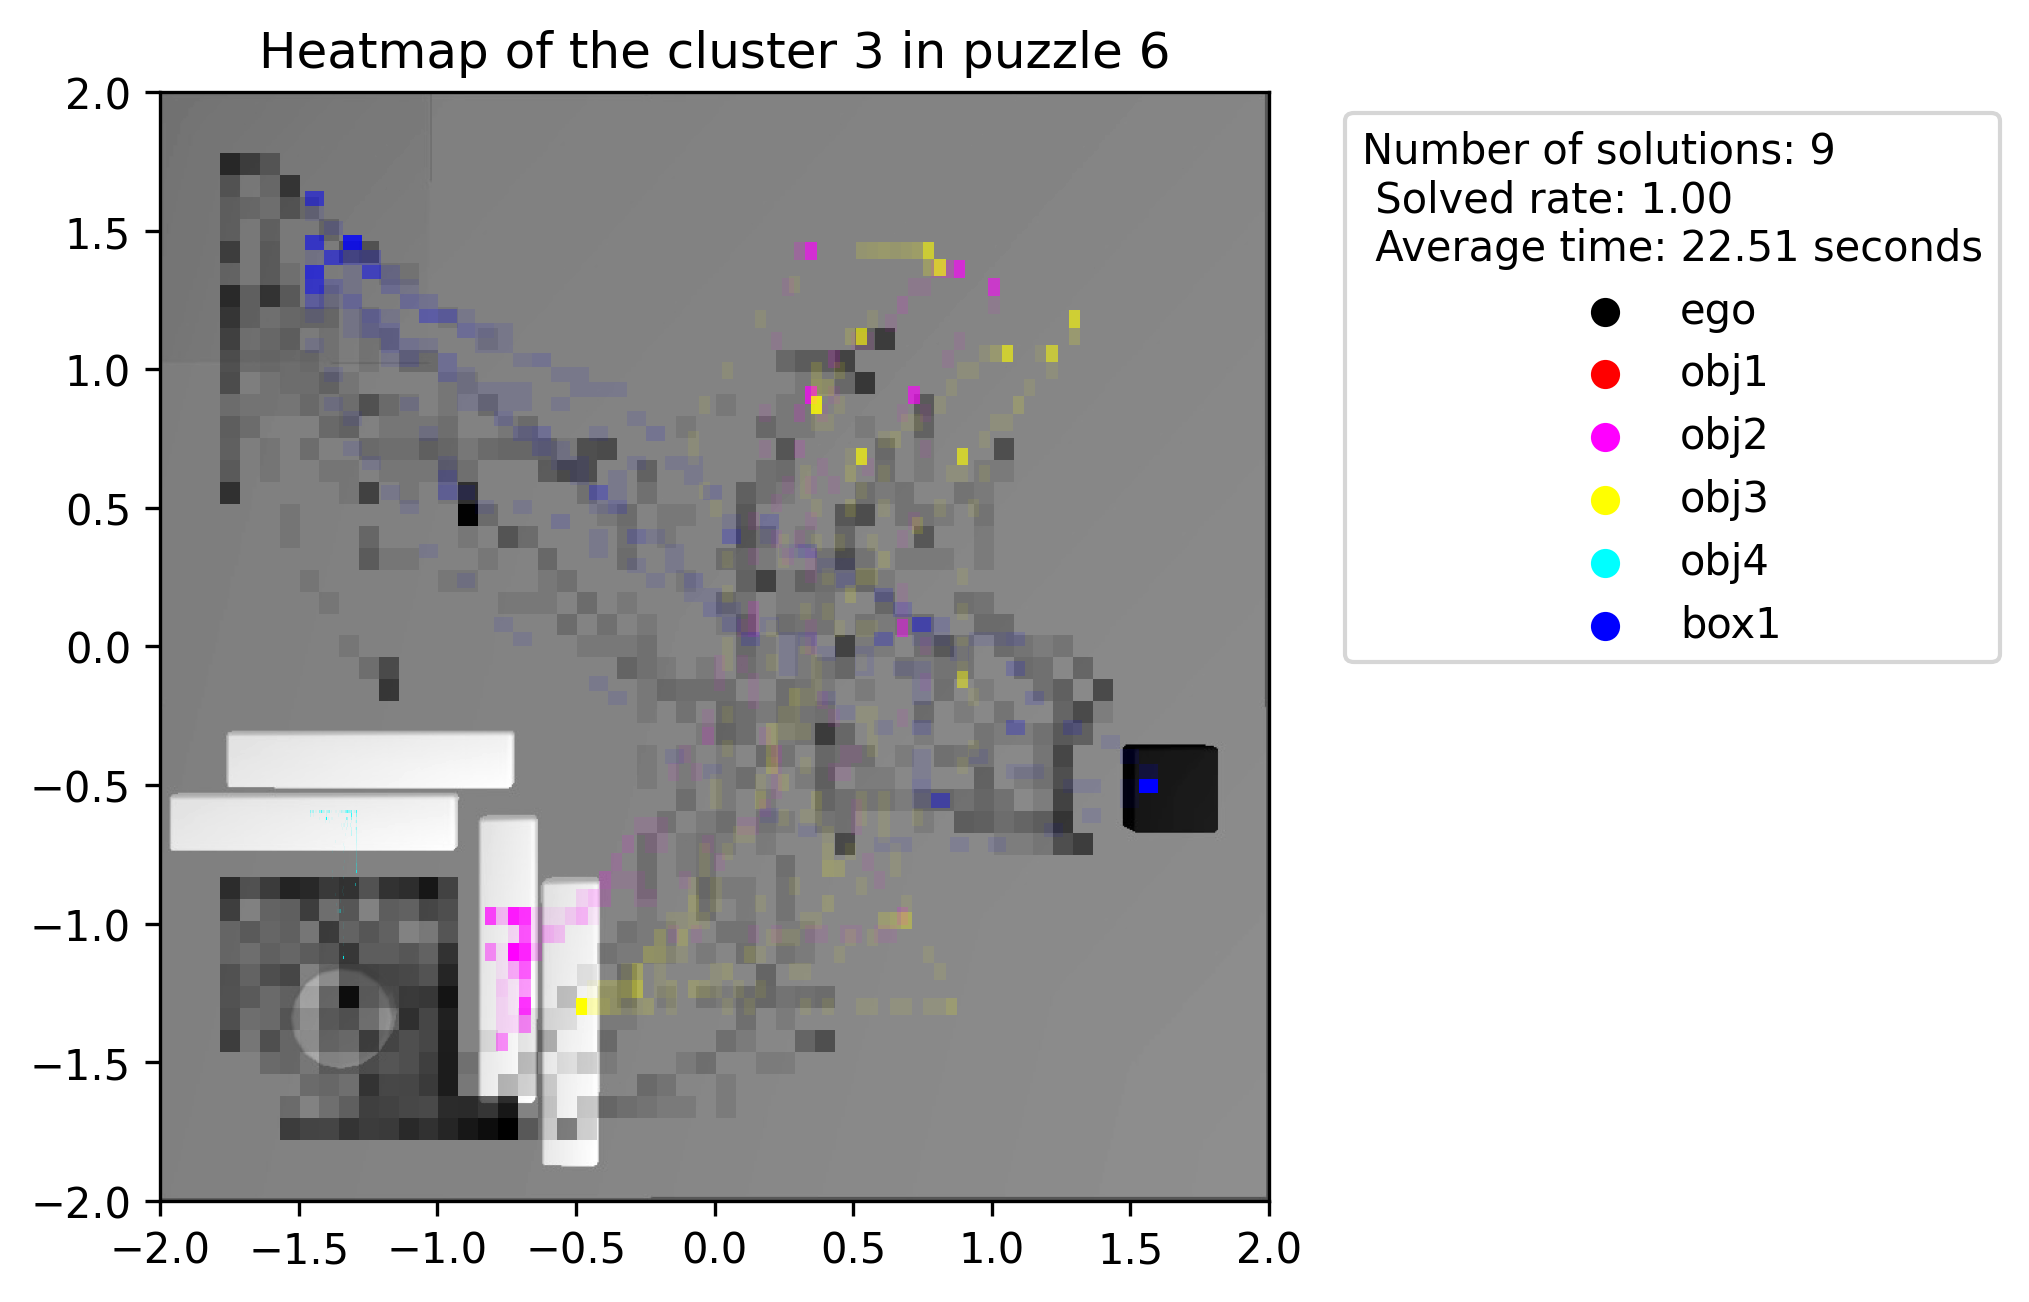 Heatmap of the cluster 3 in puzzle 6
2.0
1.5
1.0
0.5
0.0
−0.5
−1.0
−1.5
−2.0
−2.0 −1.5 −1.0 −0.5 0.0 0.5 1.0 1.5 2.0
Number of solutions: 9
Solved rate: 1.00
Average time: 22.51 seconds
ego
obj1
obj2
obj3
obj4
box1